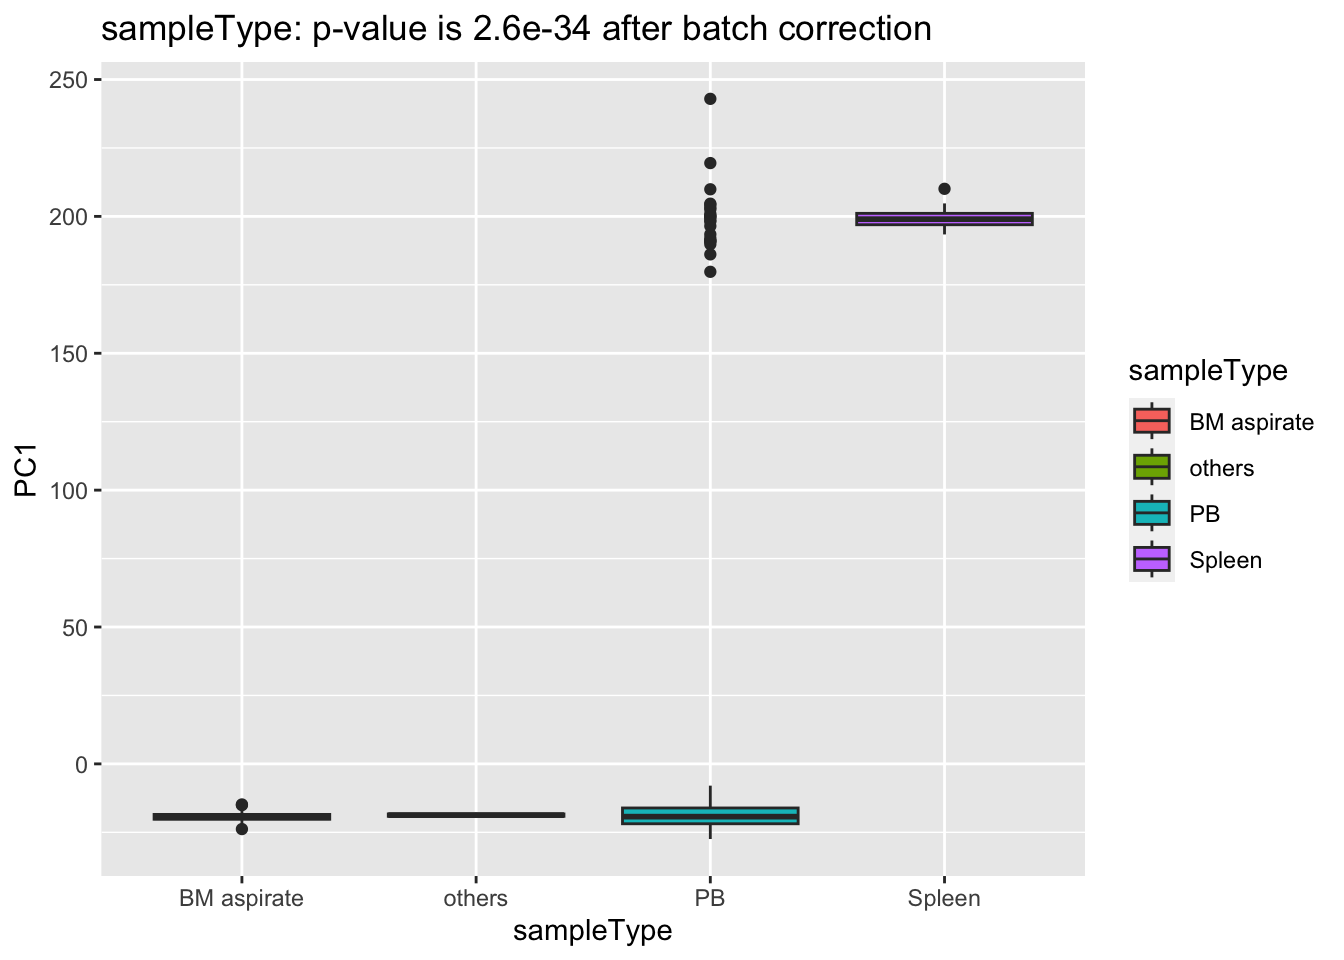 sampleType: p-value is 2.6e-34 after batch correction
250
200
150
100
50
0
PC1
BM aspirate
others
PB
Spleen
sampleType
sampleType
BM aspirate
others
PB
Spleen